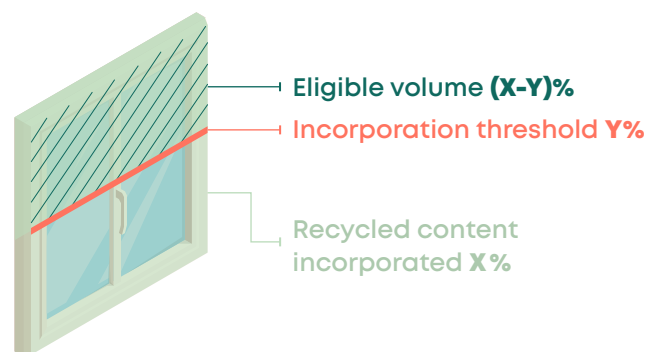 Eligible volume (X-Y)%
Incorporation threshold Y%
Recycled content
incorporated X%